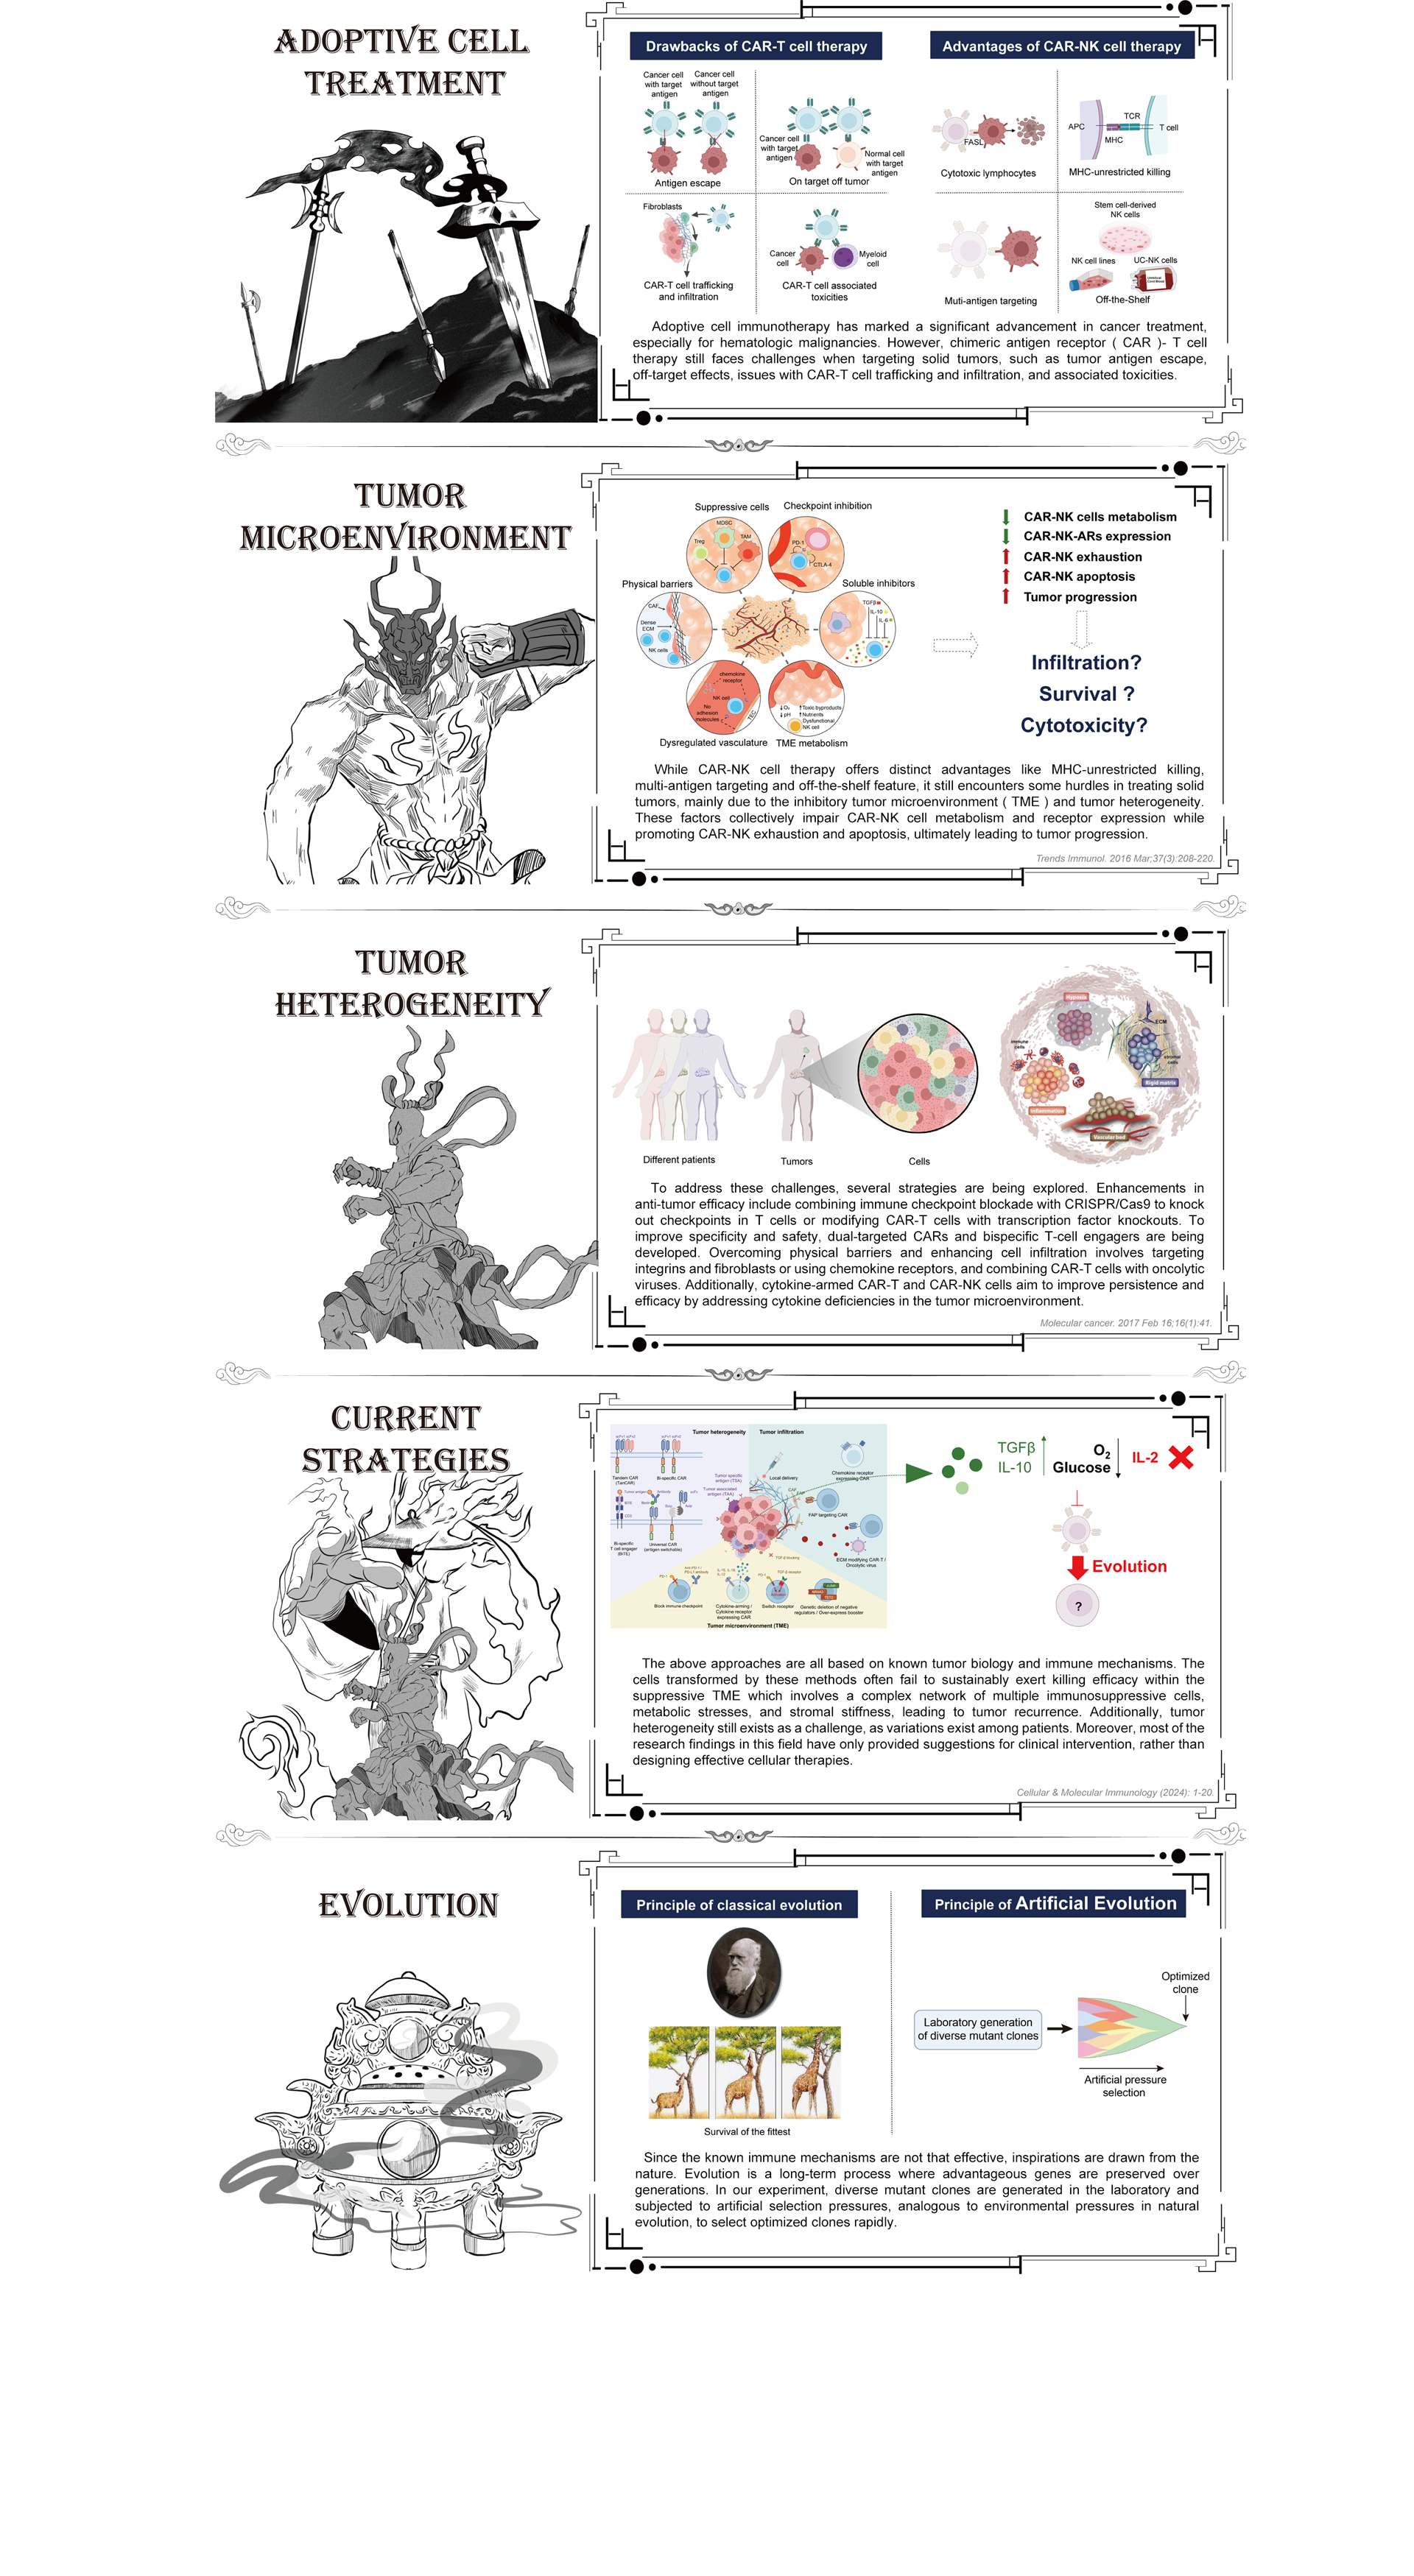 ADOPTIVE CELL
TREATMENT
Drawbacks of CAR-T cell therapy
Advantages of CAR-NK cell therapy
Cancer cell
with target
antigen
Cancer cell
without target
antigen
Antigen escape
Cancer cell
with target
antigen
Normal cell
with target
antigen
On target off tumor
FASL
Cytotoxic lymphocytes
APC
TCR
MHC
T cell
MHC-unrestricted killing
Fibroblasts
CAR-T cell trafficking
and infiltration
Cancer
cell
Myeloid
cell
CAR-T cell associated
toxicities
Muti-antigen targeting
Stem cell-derived
NK cells
NK cell lines
UC-NK cells
Off-the-Shelf
Adoptive cell immunotherapy has marked a significant advancement in cancer treatment,
especially for hematologic malignancies. However, chimeric antigen receptor ( CAR )- T cell
therapy still faces challenges when targeting solid tumors, such as tumor antigen escape,
off-target effects, issues with CAR-T cell trafficking and infiltration, and associated toxicities.
TUMOR
MICROENVIRONMENT
Suppressive cells
Checkpoint inhibition
MDSC
Treg
TAM
PD-1
CTLA-4
Physical barriers
Soluble inhibitors
CAF
Dense
ECM
NK cells
TGFβ
IL-10
IL-6
chemokine
receptor
NK cell
No
adhesion
molecules
TEC
↓O₂
↓pH
↑Toxic byproducts
↑Nutrients
Dysfunctional
NK cell
Dysregulated vasculature
TME metabolism
CAR-NK cells metabolism
CAR-NK-ARs expression
CAR-NK exhaustion
CAR-NK apoptosis
Tumor progression
Infiltration?
Survival ?
Cytotoxicity?
While CAR-NK cell therapy offers distinct advantages like MHC-unrestricted killing,
multi-antigen targeting and off-the-shelf feature, it still encounters some hurdles in treating solid
tumors, mainly due to the inhibitory tumor microenvironment ( TME ) and tumor heterogeneity.
These factors collectively impair CAR-NK cell metabolism and receptor expression while
promoting CAR-NK exhaustion and apoptosis, ultimately leading to tumor progression.
Trends Immunol. 2016 Mar;37(3):208-220.
TUMOR
HETEROGENEITY
Different patients
Tumors
Cells
Hypoxia
ECM
immune
cells
stromal
cells
Rigid matrix
Inflammation
Vascular bed
To address these challenges, several strategies are being explored. Enhancements in
anti-tumor efficacy include combining immune checkpoint blockade with CRISPR/Cas9 to knock
out checkpoints in T cells or modifying CAR-T cells with transcription factor knockouts. To
improve specificity and safety, dual-targeted CARs and bispecific T-cell engagers are being
developed. Overcoming physical barriers and enhancing cell infiltration involves targeting
integrins and fibroblasts or using chemokine receptors, and combining CAR-T cells with oncolytic
viruses. Additionally, cytokine-armed CAR-T and CAR-NK cells aim to improve persistence and
efficacy by addressing cytokine deficiencies in the tumor microenvironment.
Molecular cancer. 2017 Feb 16;16(1):41.
CURRENT
STRATEGIES
Tumor heterogeneity
Tumor infiltration
Tandem CAR
(TanCAR)
Bi-specific CAR
Tumor specific
antigen (TSA)
Tumor associated
antigen (TAA)
Local delivery
Chemokine receptor
expressing CAR
CAF
FAP
FAP targeting CAR
Bi-specific
T cell engager
(BiTE)
Universal CAR
(antigen switchable)
ECM modifying CAR-T /
Oncolytic virus
Block immune checkpoint
Cytokine-arming /
Cytokine receptor
expressing CAR
Switch receptor
Genetic deletion of negative
regulators / Over-express booster
Tumor microenvironment (TME)
TGFβ
IL-10
O₂
Glucose
IL-2
Evolution
?
The above approaches are all based on known tumor biology and immune mechanisms. The
cells transformed by these methods often fail to sustainably exert killing efficacy within the
suppressive TME which involves a complex network of multiple immunosuppressive cells,
metabolic stresses, and stromal stiffness, leading to tumor recurrence. Additionally, tumor
heterogeneity still exists as a challenge, as variations exist among patients. Moreover, most of the
research findings in this field have only provided suggestions for clinical intervention, rather than
designing effective cellular therapies.
Cellular & Molecular Immunology (2024): 1-20.
EVOLUTION
Principle of classical evolution
Principle of Artificial Evolution
Survival of the fittest
Laboratory generation
of diverse mutant clones
Optimized
clone
Artificial pressure
selection
Since the known immune mechanisms are not that effective, inspirations are drawn from the
nature. Evolution is a long-term process where advantageous genes are preserved over
generations. In our experiment, diverse mutant clones are generated in the laboratory and
subjected to artificial selection pressures, analogous to environmental pressures in natural
evolution, to select optimized clones rapidly.